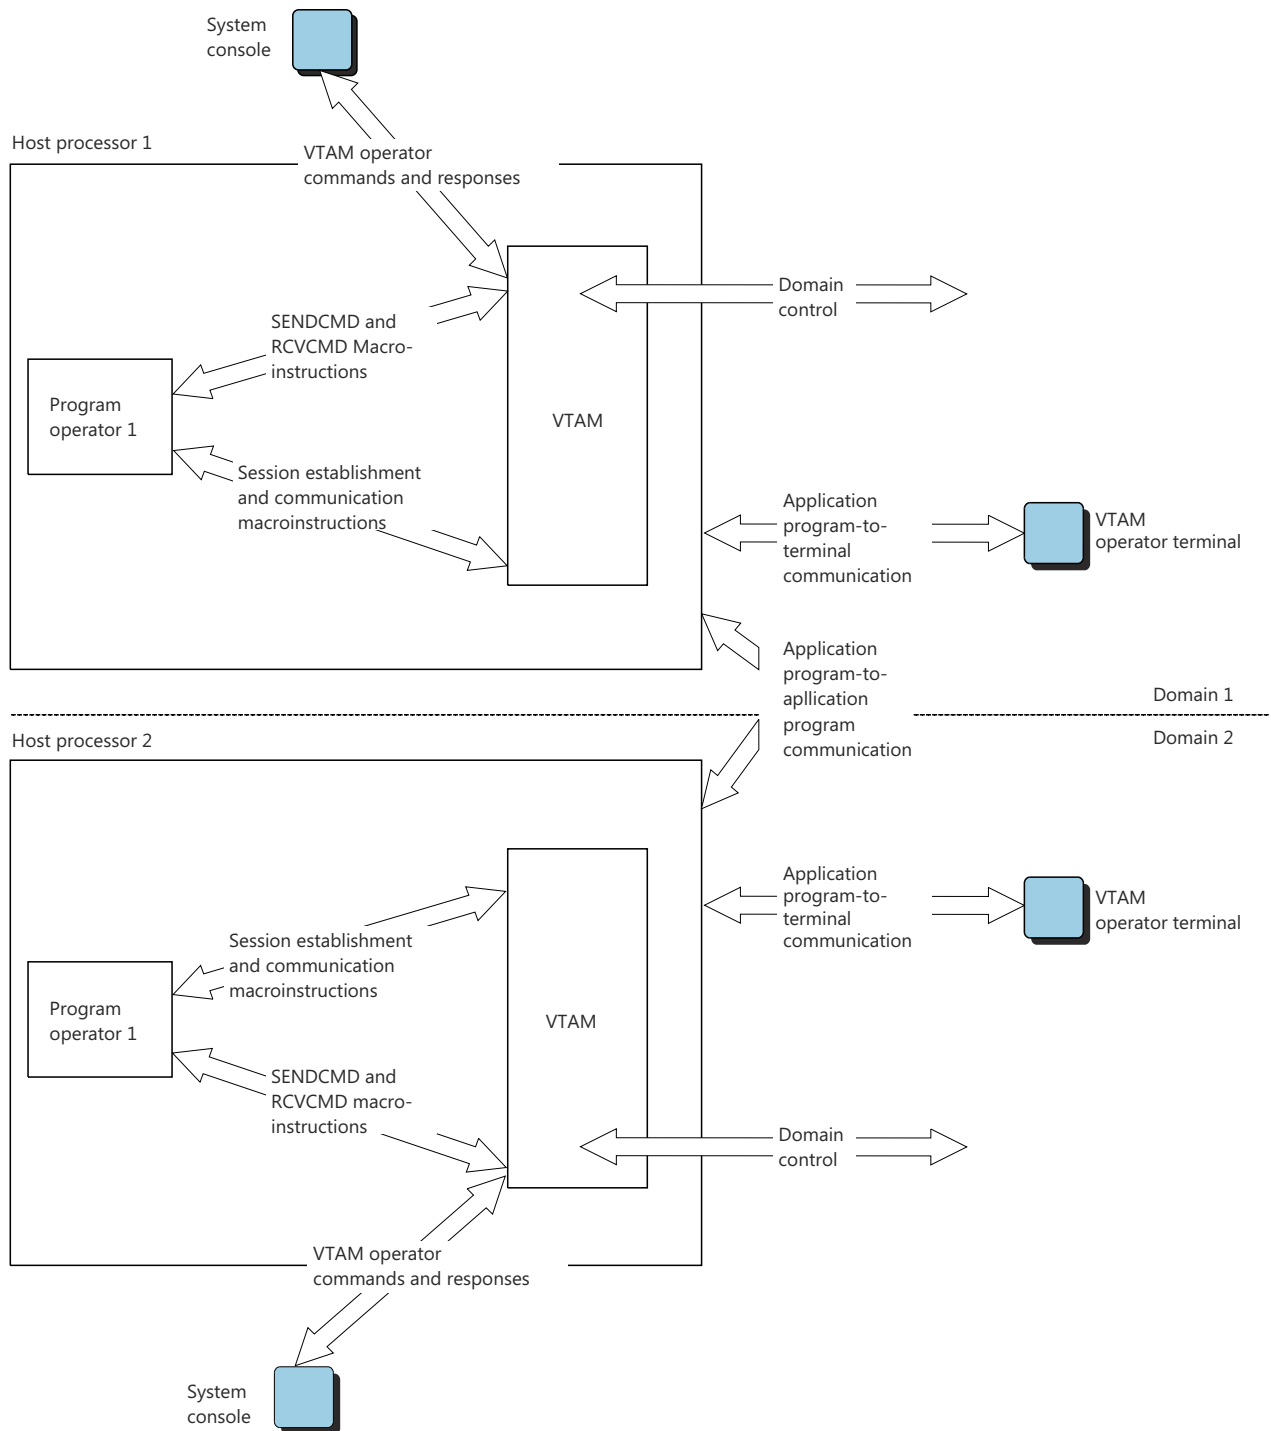 System
console
Host processor 1
VTAM operator
commands and responses
Domain
control
SENDCMD and
RCVCMD Macro-
instructions
Program
operator 1
VTAM
Session establishment
and communication
macroinstructions
Application
program-to-
terminal
communication
VTAM
operator terminal
Application
program-to-
apllication
program
communication
Domain 1
Domain 2
Host processor 2
Application
program-to-
terminal
communication
VTAM
operator terminal
Session establishment
and communication
macroinstructions
Program
operator 1
VTAM
SENDCMD and
RCVCMD macro-
instructions
Domain
control
VTAM operator
commands and responses
System
console